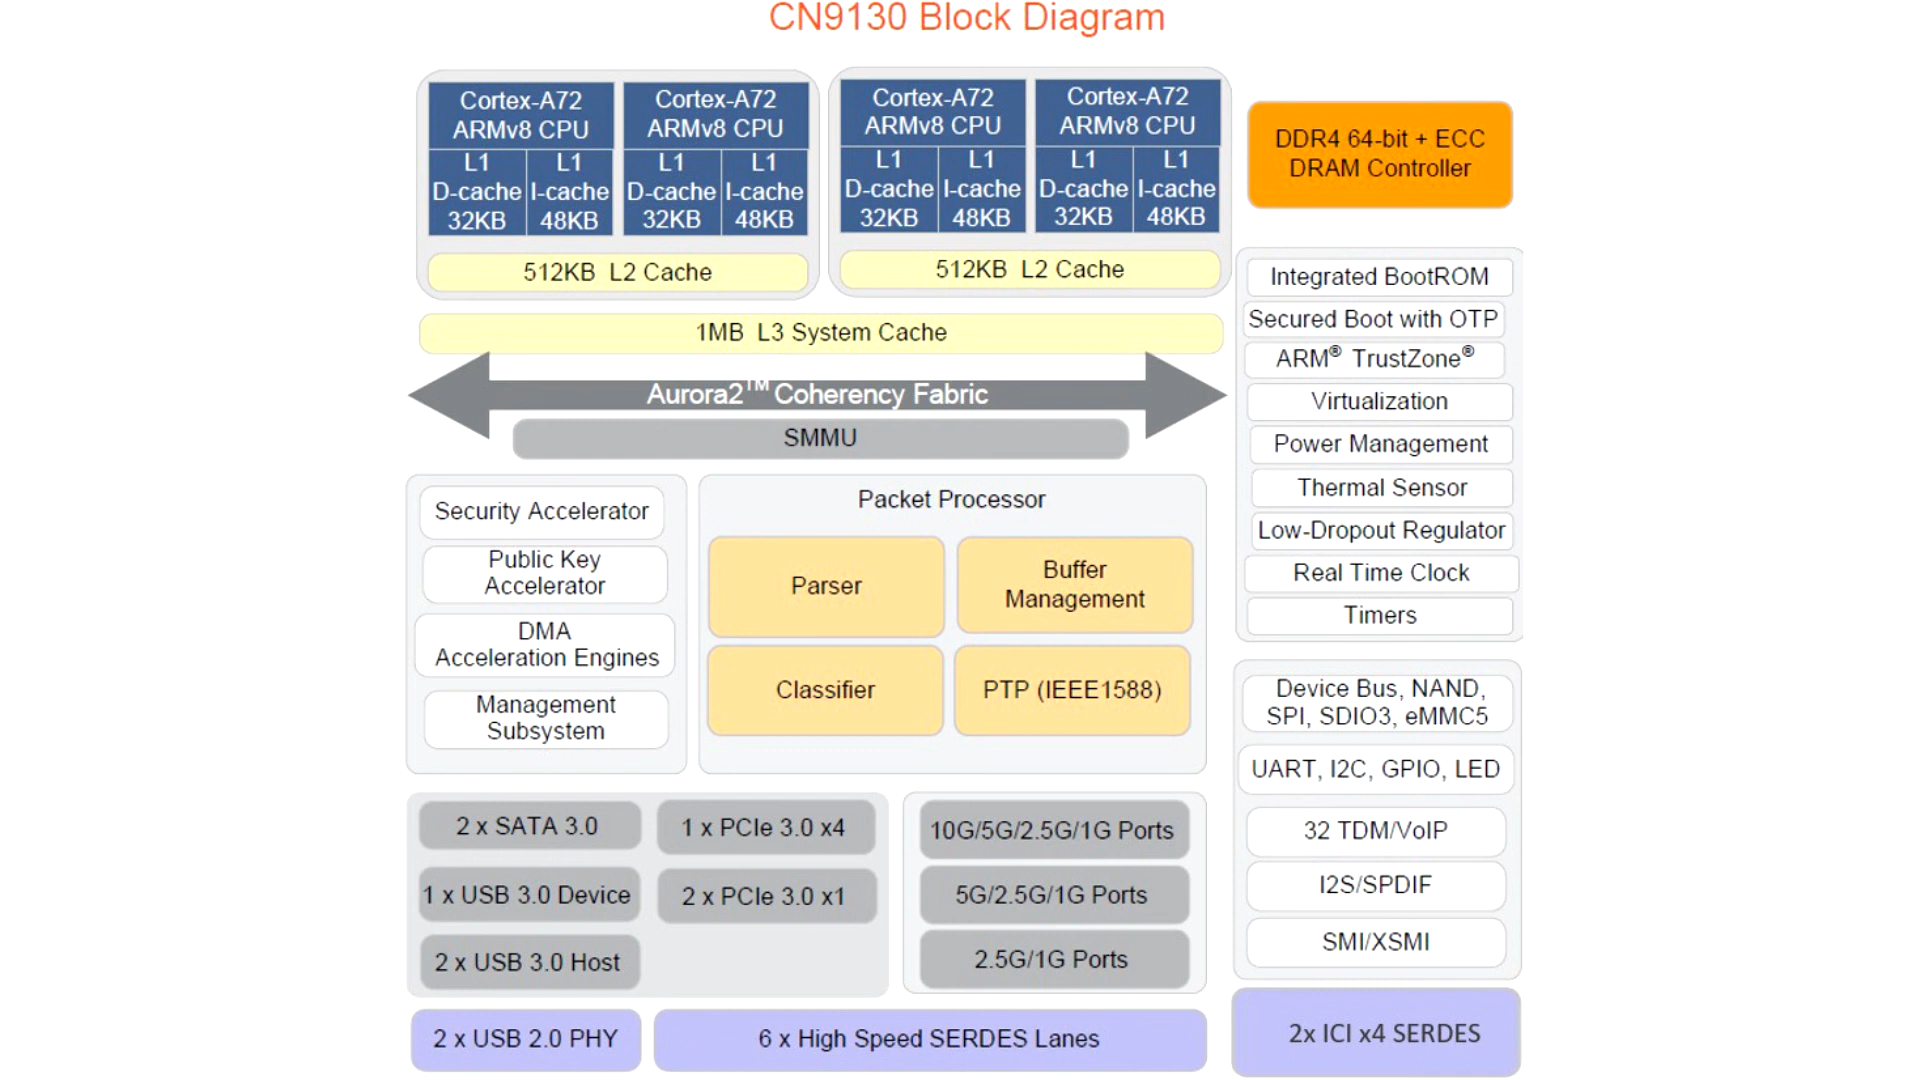 CN9130 Block Diagram
Cortex-A72
ARMv8 CPU
L1
D-cache
32KB
L1
I-cache
48KB
Cortex-A72
ARMv8 CPU
L1
D-cache
32KB
L1
I-cache
48KB
512KB L2 Cache
Cortex-A72
ARMv8 CPU
L1
D-cache
32KB
L1
I-cache
48KB
Cortex-A72
ARMv8 CPU
L1
D-cache
32KB
L1
I-cache
48KB
512KB L2 Cache
DDR4 64-bit + ECC
DRAM Controller
1MB L3 System Cache
Aurora2™ Coherency Fabric
SMMU
Integrated BootROM
Secured Boot with OTP
ARM® TrustZone®
Virtualization
Power Management
Thermal Sensor
Low-Dropout Regulator
Real Time Clock
Timers
Security Accelerator
Public Key
Accelerator
DMA
Acceleration Engines
Management
Subsystem
Packet Processor
Parser
Buffer
Management
Classifier
PTP (IEEE1588)
Device Bus, NAND,
SPI, SDIO3, eMMC5
UART, I2C, GPIO, LED
32 TDM/VoIP
I2S/SPDIF
SMI/XSMI
2 x SATA 3.0
1 x PCIe 3.0 x4
1 x USB 3.0 Device
2 x PCIe 3.0 x1
2 x USB 3.0 Host
10G/5G/2.5G/1G Ports
5G/2.5G/1G Ports
2.5G/1G Ports
2 x USB 2.0 PHY
6 x High Speed SERDES Lanes
2x ICI x4 SERDES